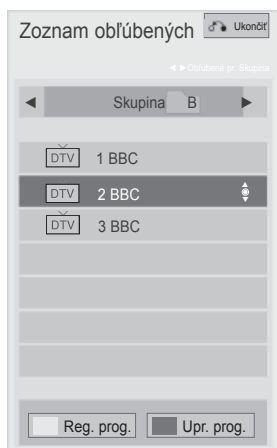 Zoznam obľúbených Ukončiť
◄ ► Obľúbené pr. Skupina
◄ Skupina B ►
DTV 1 BBC
DTV 2 BBC
DTV 3 BBC
Reg. prog. Upr. prog.